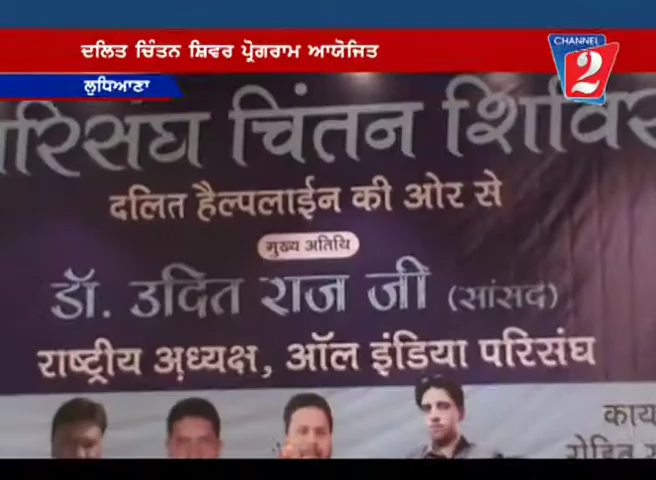 ਦਲਿਤ ਚਿੰਤਨ ਸ਼ਿਵਰ ਪ੍ਰੋਗਰਾਮ ਆਯੋਜਿਤ
CHANNEL
2
ਲੁਧਿਆਣਾ
परिसंघ चिंतन शिविर
दलित हैल्पलाईन की ओर से
मुख्य अतिथि
डॉ. उदित राज जी (सांसद)
राष्ट्रीय अध्यक्ष, ऑल इंडिया परिसंघ